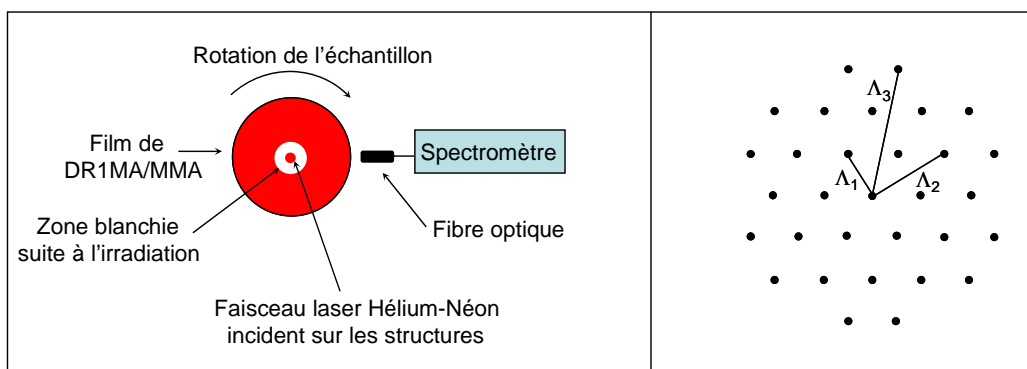 Rotation de l'échantillon
Film de
DR1MA/MMA
Spectromètre
Zone blanchie
suite à l'irradiation
Fibre optique
Faisceau laser Hélium-Néon
incident sur les structures
Λ3
Λ1
Λ2